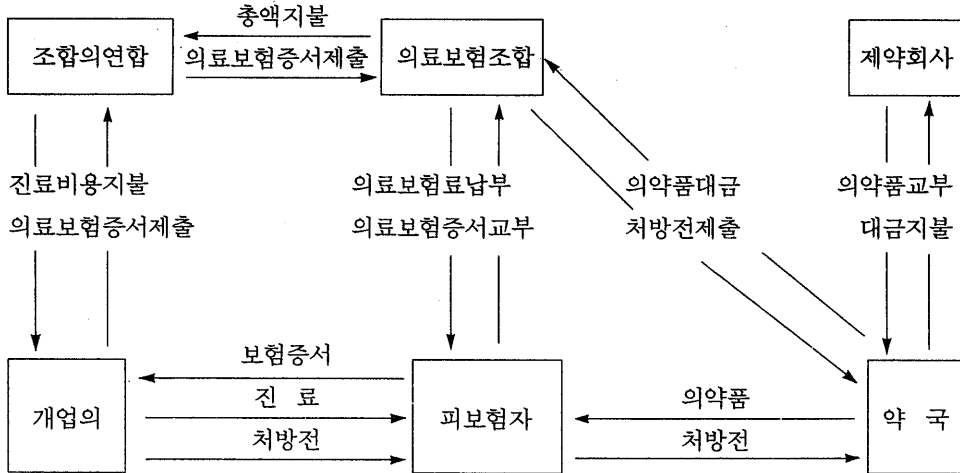 총액지불
조합의연합
의료보험증서제출
의료보험조합
제약회사
진료비용지불
의료보험증서제출
의료보험료납부
의료보험증서교부
의약품대금
처방전제출
의약품교부
대금지불
개업의
보험증서
진 료
처방전
피보험자
의약품
처방전
약 국